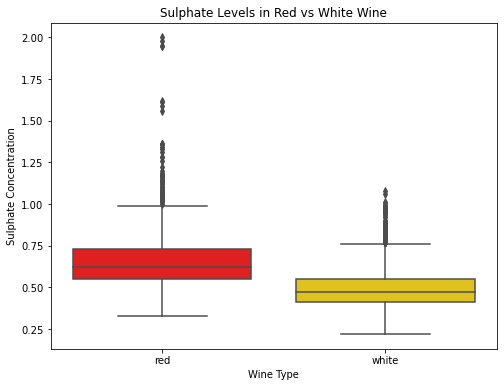 Sulphate Levels in Red vs White Wine
2.00
1.75
1.50
1.25
1.00
0.75
0.50
0.25
Sulphate Concentration
red
white
Wine Type